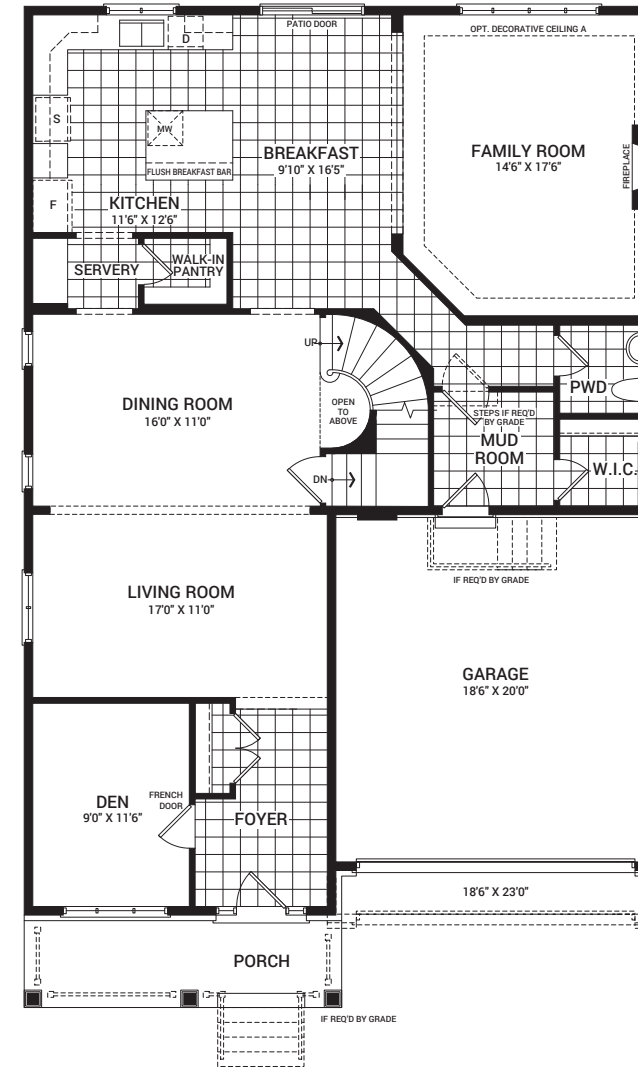 PATIO DOOR
OPT. DECORATIVE CEILING A
D
S
MW
FLUSH BREAKFAST BAR
BREAKFAST
9'10" X 16'5"
FAMILY ROOM
14'6" X 17'6"
FIREPLACE
F
KITCHEN
11'6" X 12'6"
SERVERY
WALK-IN
PANTRY
UP
DINING ROOM
16'0" X 11'0"
OPEN
TO
ABOVE
STEPS IF REQ'D
BY GRADE
PWD
MUD
ROOM
W.I.C.
DN
IF REQ'D BY GRADE
LIVING ROOM
17'0" X 11'0"
GARAGE
18'6" X 20'0"
DEN
9'0" X 11'6"
FRENCH
DOOR
FOYER
18'6" X 23'0"
PORCH
IF REQ'D BY GRADE